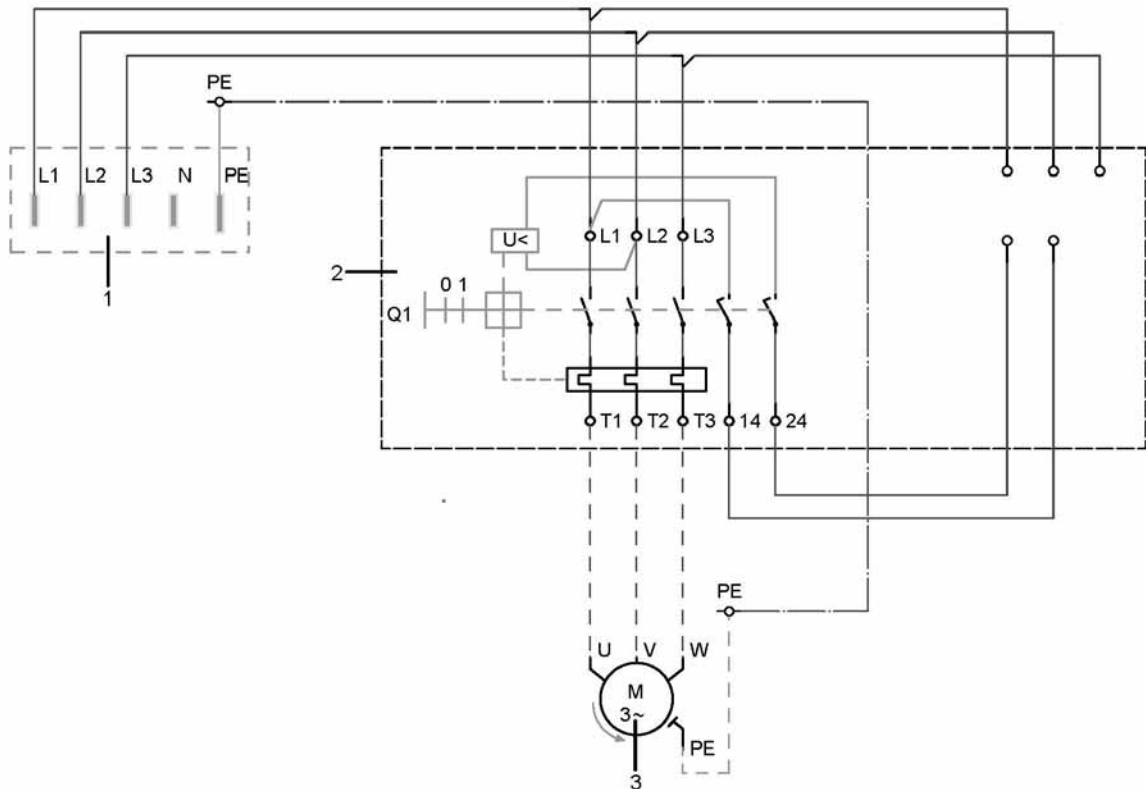 PE
L1 L2 L3 N PE
1
U< L1 L2 L3
2
0 1
Q1
T1 T2 T3 14 24
PE
U V W
M
3~
PE
3